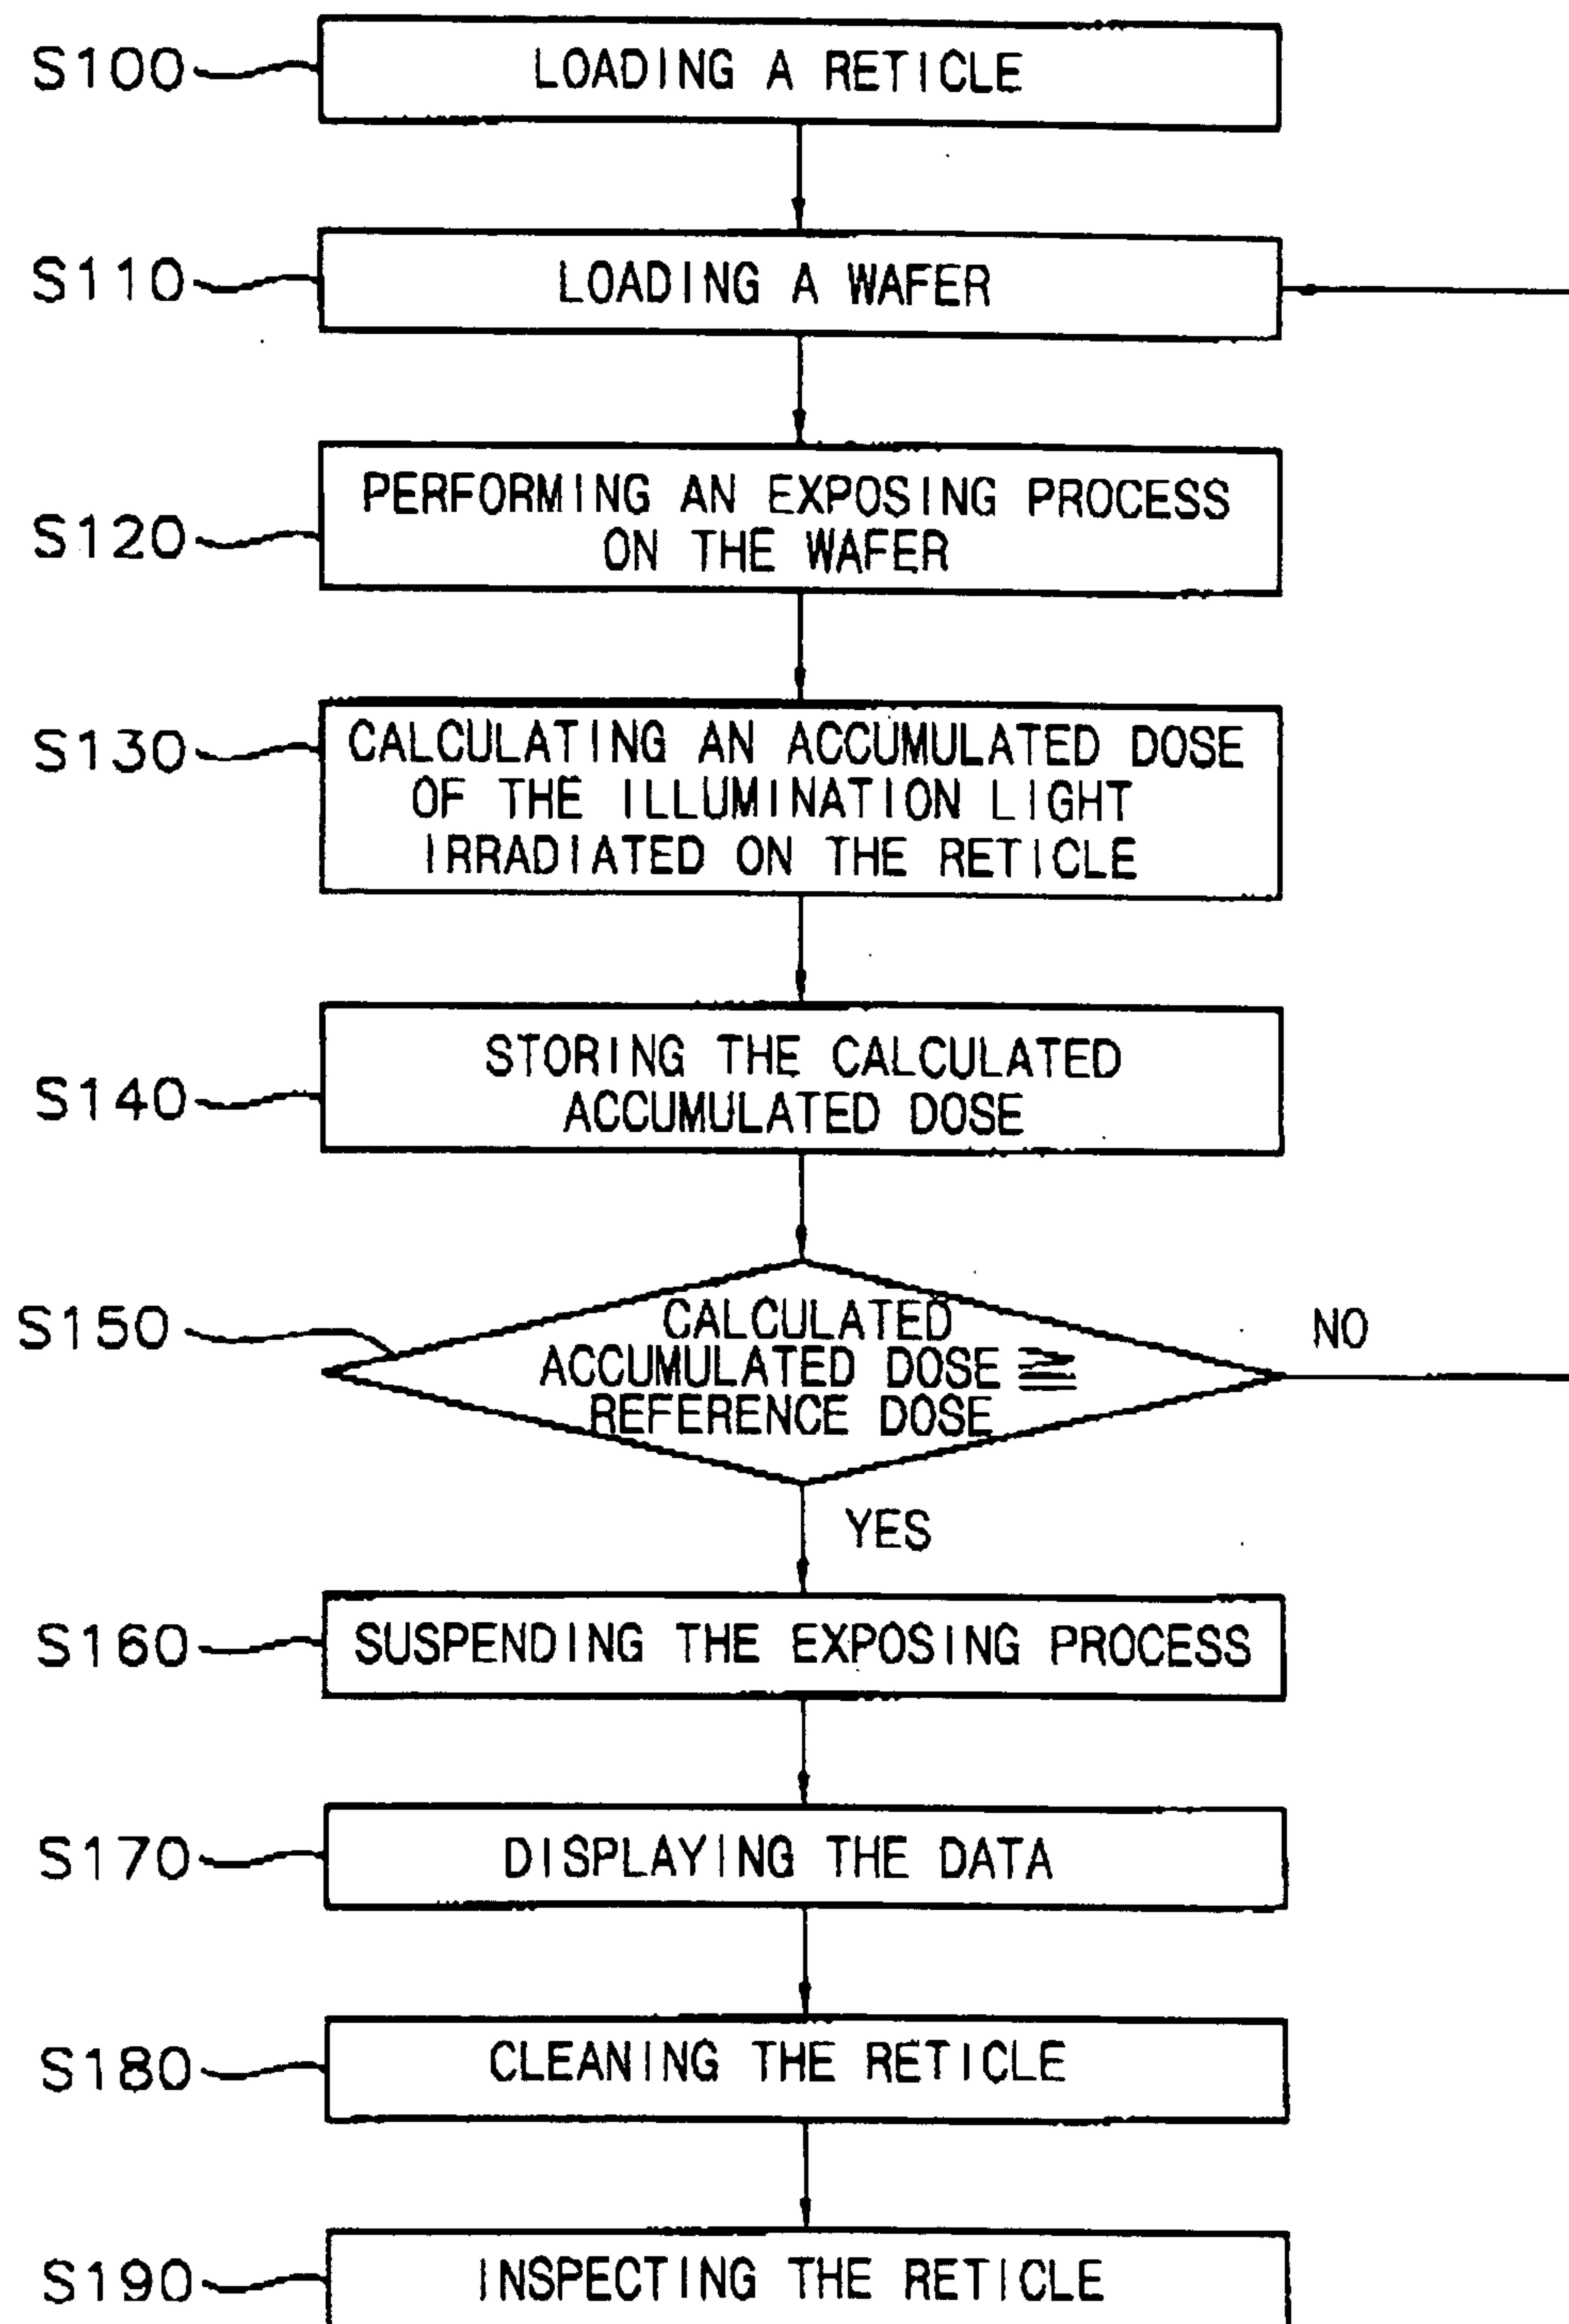 S100
LOADING A RETICLE
S110
LOADING A WAFER
S120
PERFORMING AN EXPOSING PROCESS
ON THE WAFER
S130
CALCULATING AN ACCUMULATED DOSE
OF THE ILLUMINATION LIGHT
IRRADIATED ON THE RETICLE
S140
STORING THE CALCULATED
ACCUMULATED DOSE
S150
CALCULATED
ACCUMULATED DOSE ≧
REFERENCE DOSE
NO
YES
S160
SUSPENDING THE EXPOSING PROCESS
S170
DISPLAYING THE DATA
S180
CLEANING THE RETICLE
S190
INSPECTING THE RETICLE